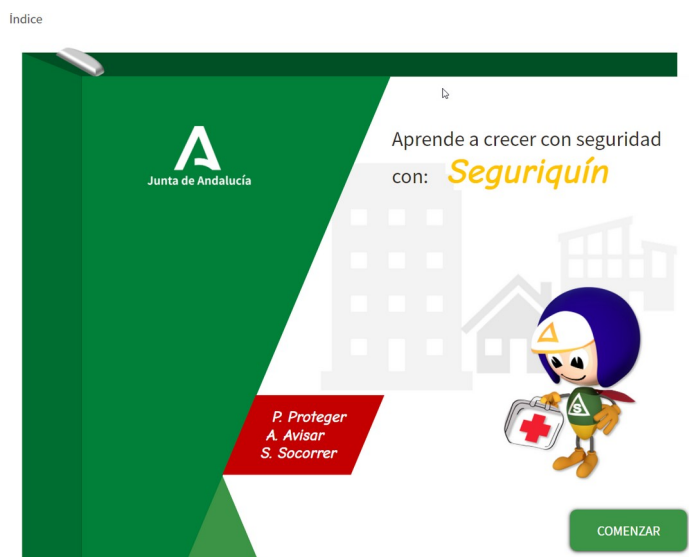 Índice
Junta de Andalucía
Aprende a crecer con seguridad
con: Seguriquín
P. Proteger
A. Avisar
S. Socorrer
S
COMENZAR